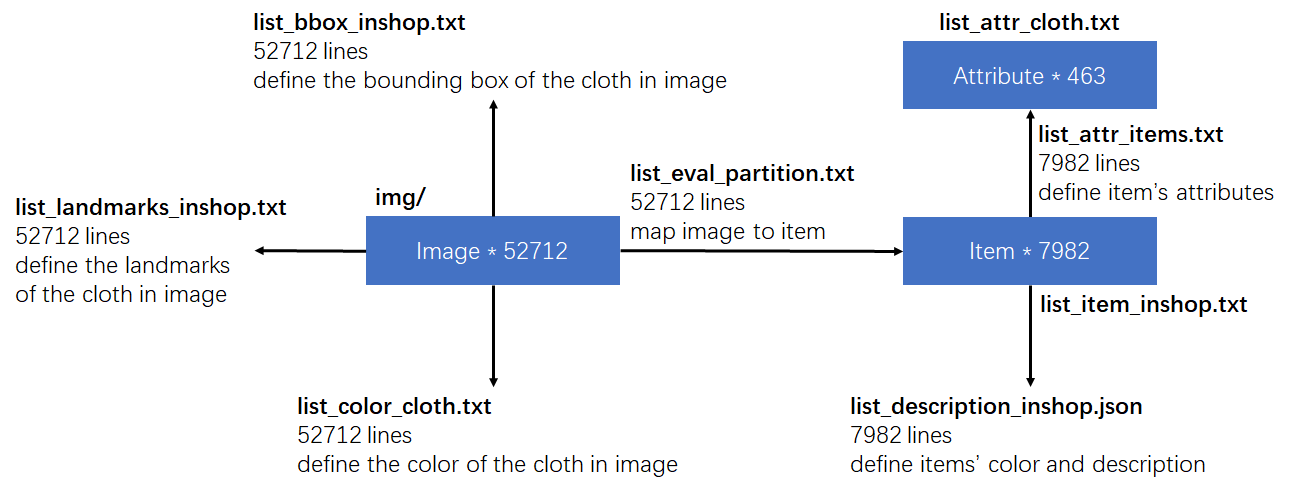 list_bbox_inshop.txt
52712 lines
define the bounding box of the cloth in image
list_attr_cloth.txt
Attribute * 463
list_attr_items.txt
7982 lines
define item’s attributes
list_landmarks_inshop.txt
52712 lines
define the landmarks
of the cloth in image
img/
Image * 52712
list_eval_partition.txt
52712 lines
map image to item
Item * 7982
list_item_inshop.txt
list_color_cloth.txt
52712 lines
define the color of the cloth in image
list_description_inshop.json
7982 lines
define items’ color and description